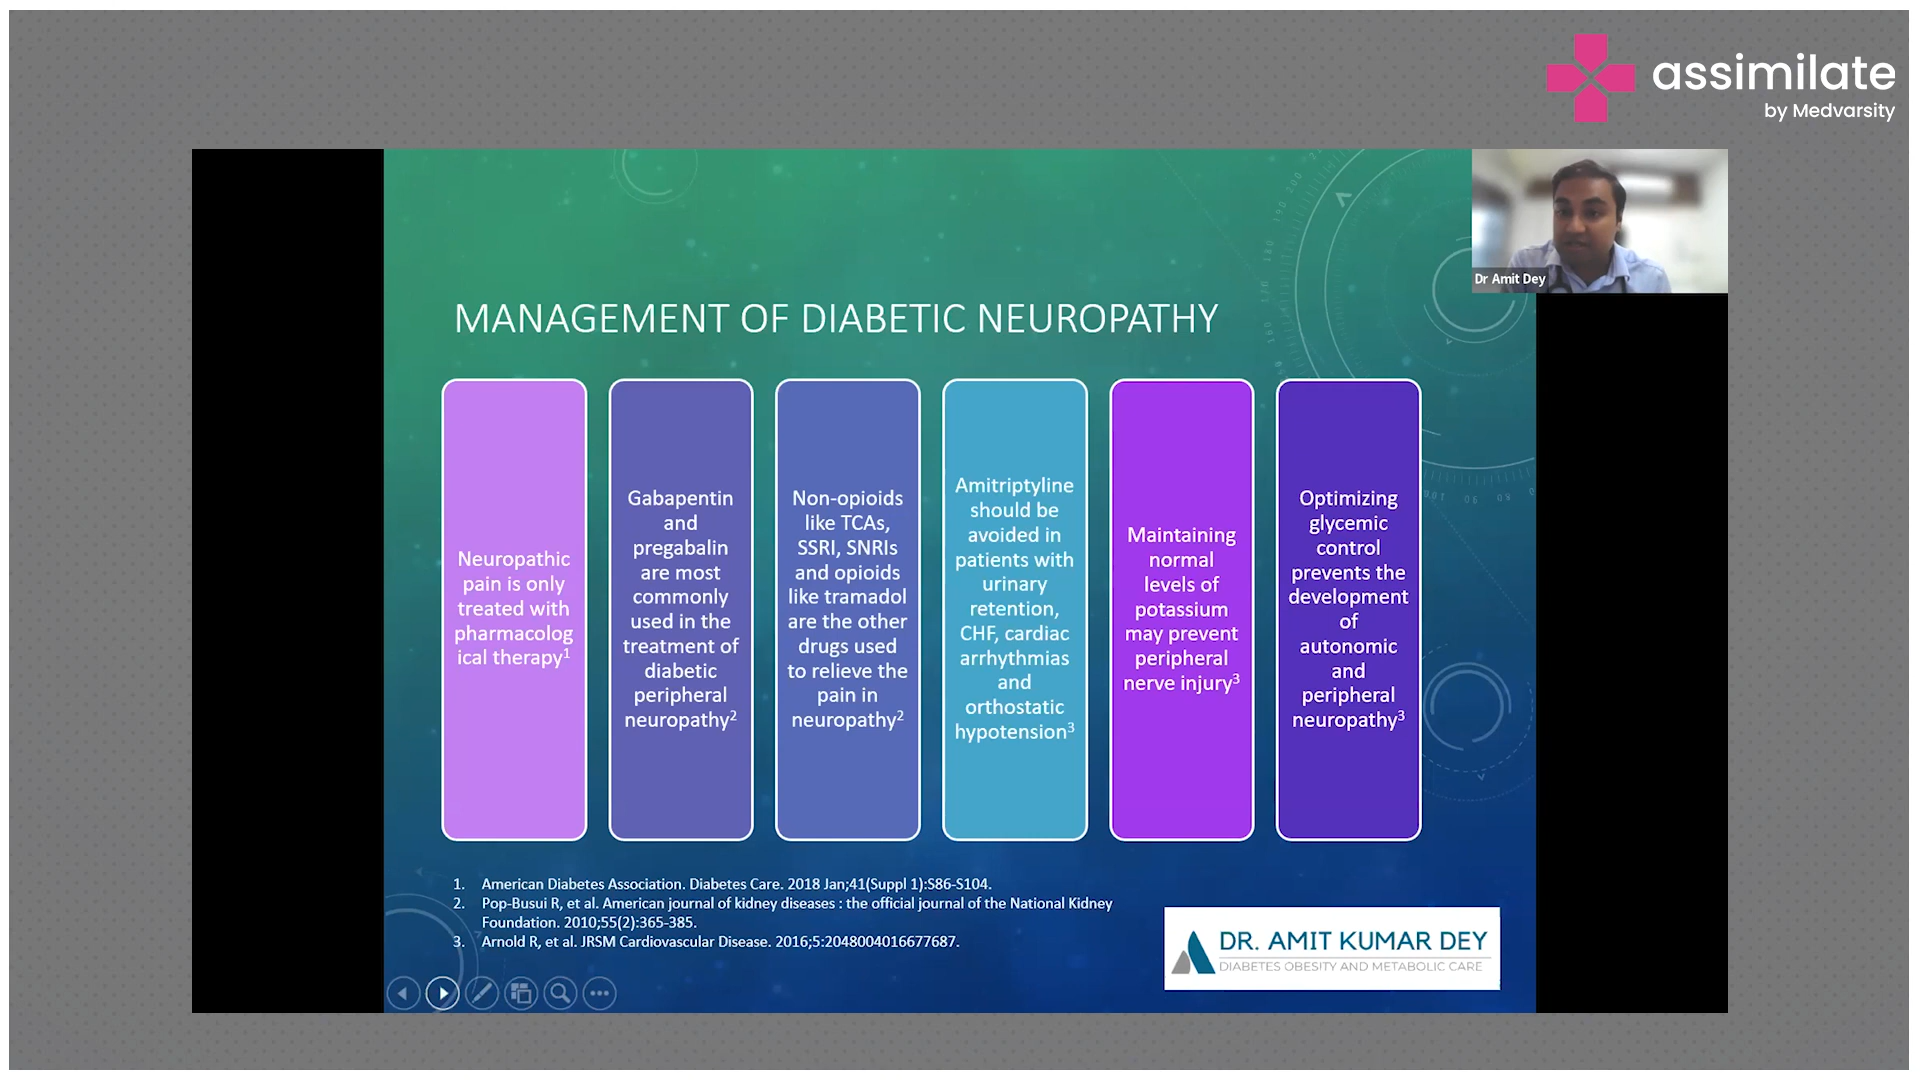 assimilate
by Medvarsity
Dr Amit Dey
MANAGEMENT OF DIABETIC NEUROPATHY
Neuropathic
pain is only
treated with
pharmacolog
ical therapy1
Gabapentin
and
pregabalin
are most
commonly
used in the
treatment of
diabetic
peripheral
neuropathy2
Non-opioids
like TCAs,
SSRI, SNRIs
and opioids
like tramadol
are the other
drugs used
to relieve the
pain in
neuropathy2
Amitriptyline
should be
avoided in
patients with
urinary
retention,
CHF, cardiac
arrhythmias
and
orthostatic
hypotension3
Maintaining
normal
levels of
potassium
may prevent
peripheral
nerve injury3
Optimizing
glycemic
control
prevents the
development
of
autonomic
and
peripheral
neuropathy3
1. American Diabetes Association. Diabetes Care. 2018 Jan;41(Suppl 1):S86-S104.
2. Pop-Busui R, et al. American journal of kidney diseases : the official journal of the National Kidney
Foundation. 2010;55(2):365-385.
3. Arnold R, et al. JRSM Cardiovascular Disease. 2016;5:2048004016677687.
DR. AMIT KUMAR DEY
DIABETES OBESITY AND METABOLIC CARE